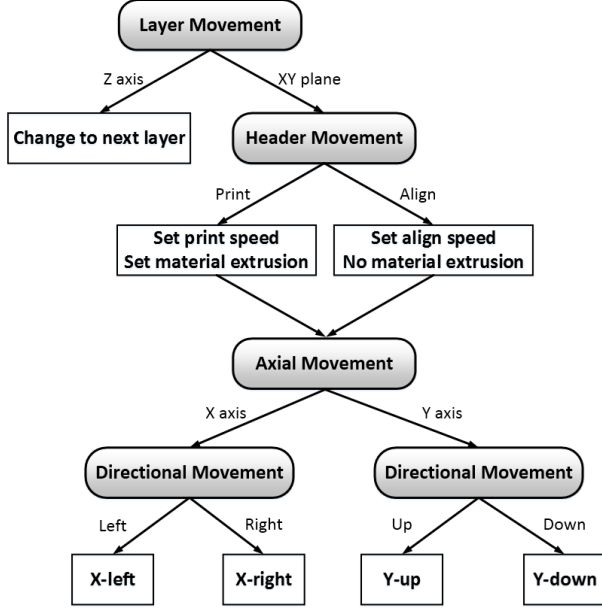 Layer Movement
Z axis
XY plane
Change to next layer
Header Movement
Print
Align
Set print speed
Set material extrusion
Set align speed
No material extrusion
Axial Movement
X axis
Y axis
Directional Movement
Directional Movement
Left
Right
Up
Down
X-left
X-right
Y-up
Y-down